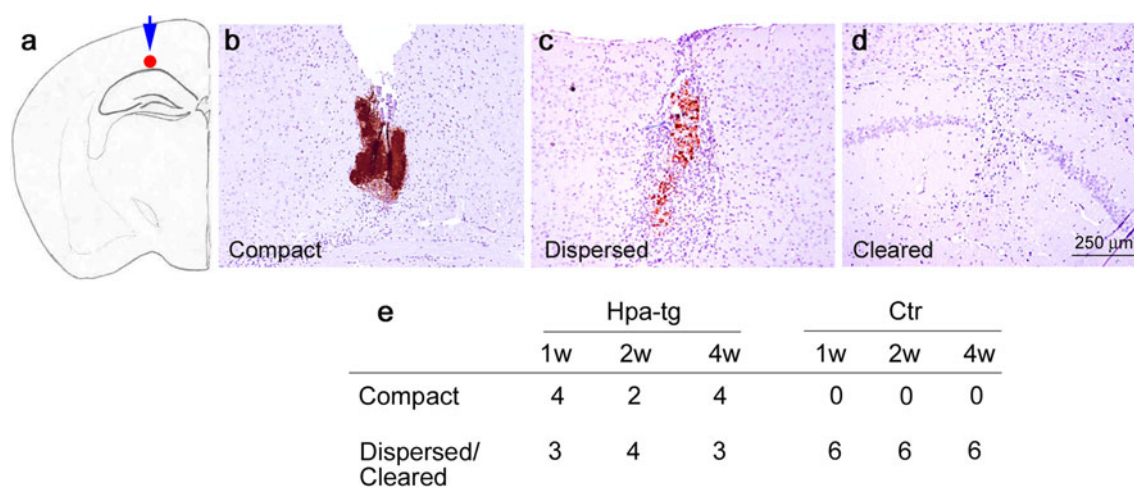 a
b
c
d
Compact
Dispersed
Cleared
250 µm
e
Hpa-tg Ctr
1w 2w 4w 1w 2w 4w
Compact 4 2 4 0 0 0
Dispersed/
Cleared 3 4 3 6 6 6